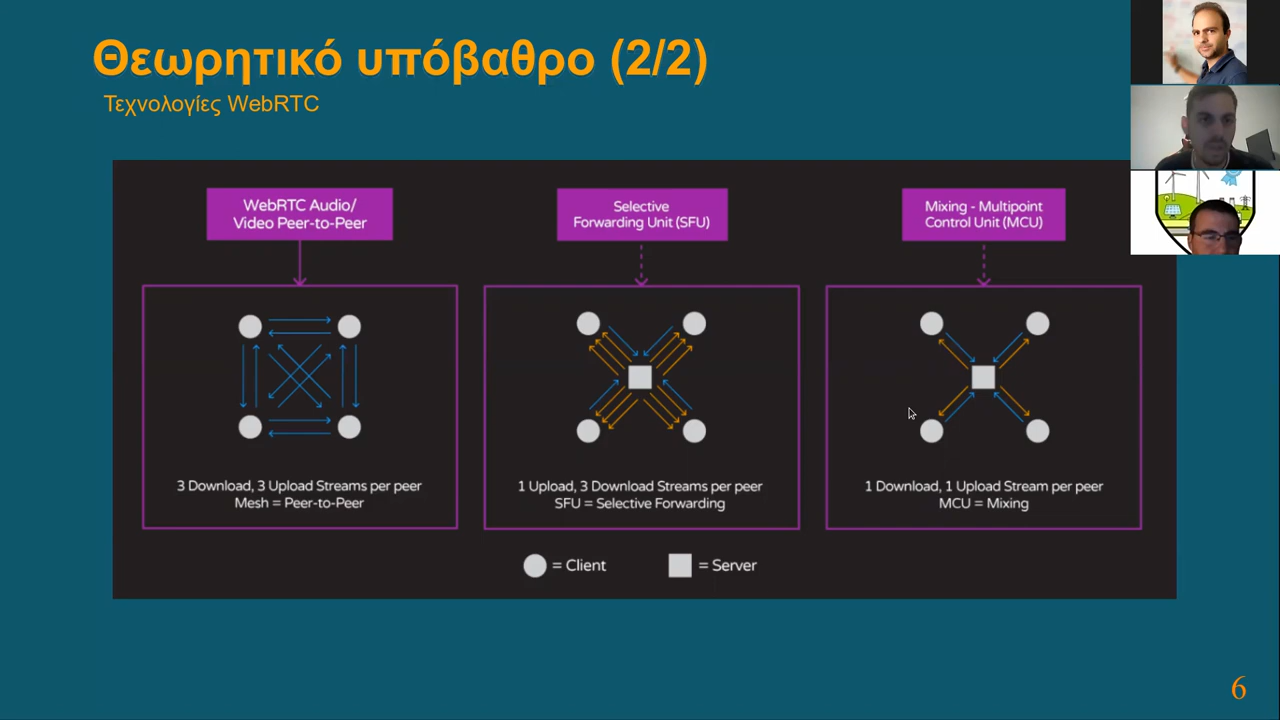 Θεωρητικό υπόβαθρο (2/2)
Τεχνολογίες WebRTC
WebRTC Audio/
Video Peer-to-Peer
Selective
Forwarding Unit (SFU)
Mixing - Multipoint
Control Unit (MCU)
3 Download, 3 Upload Streams per peer
Mesh = Peer-to-Peer
1 Upload, 3 Download Streams per peer
SFU = Selective Forwarding
1 Download, 1 Upload Stream per peer
MCU = Mixing
= Client
= Server
6